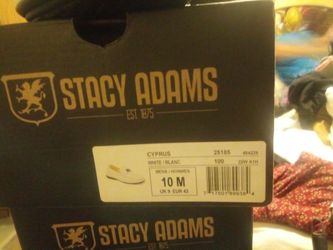 STACY ADAMS
EST. 1875
CYPRUS 25185
WHITE / BLANC 100
MENS / HOMMES
10 M
UK 9 EUR 43
STACY ADAMS